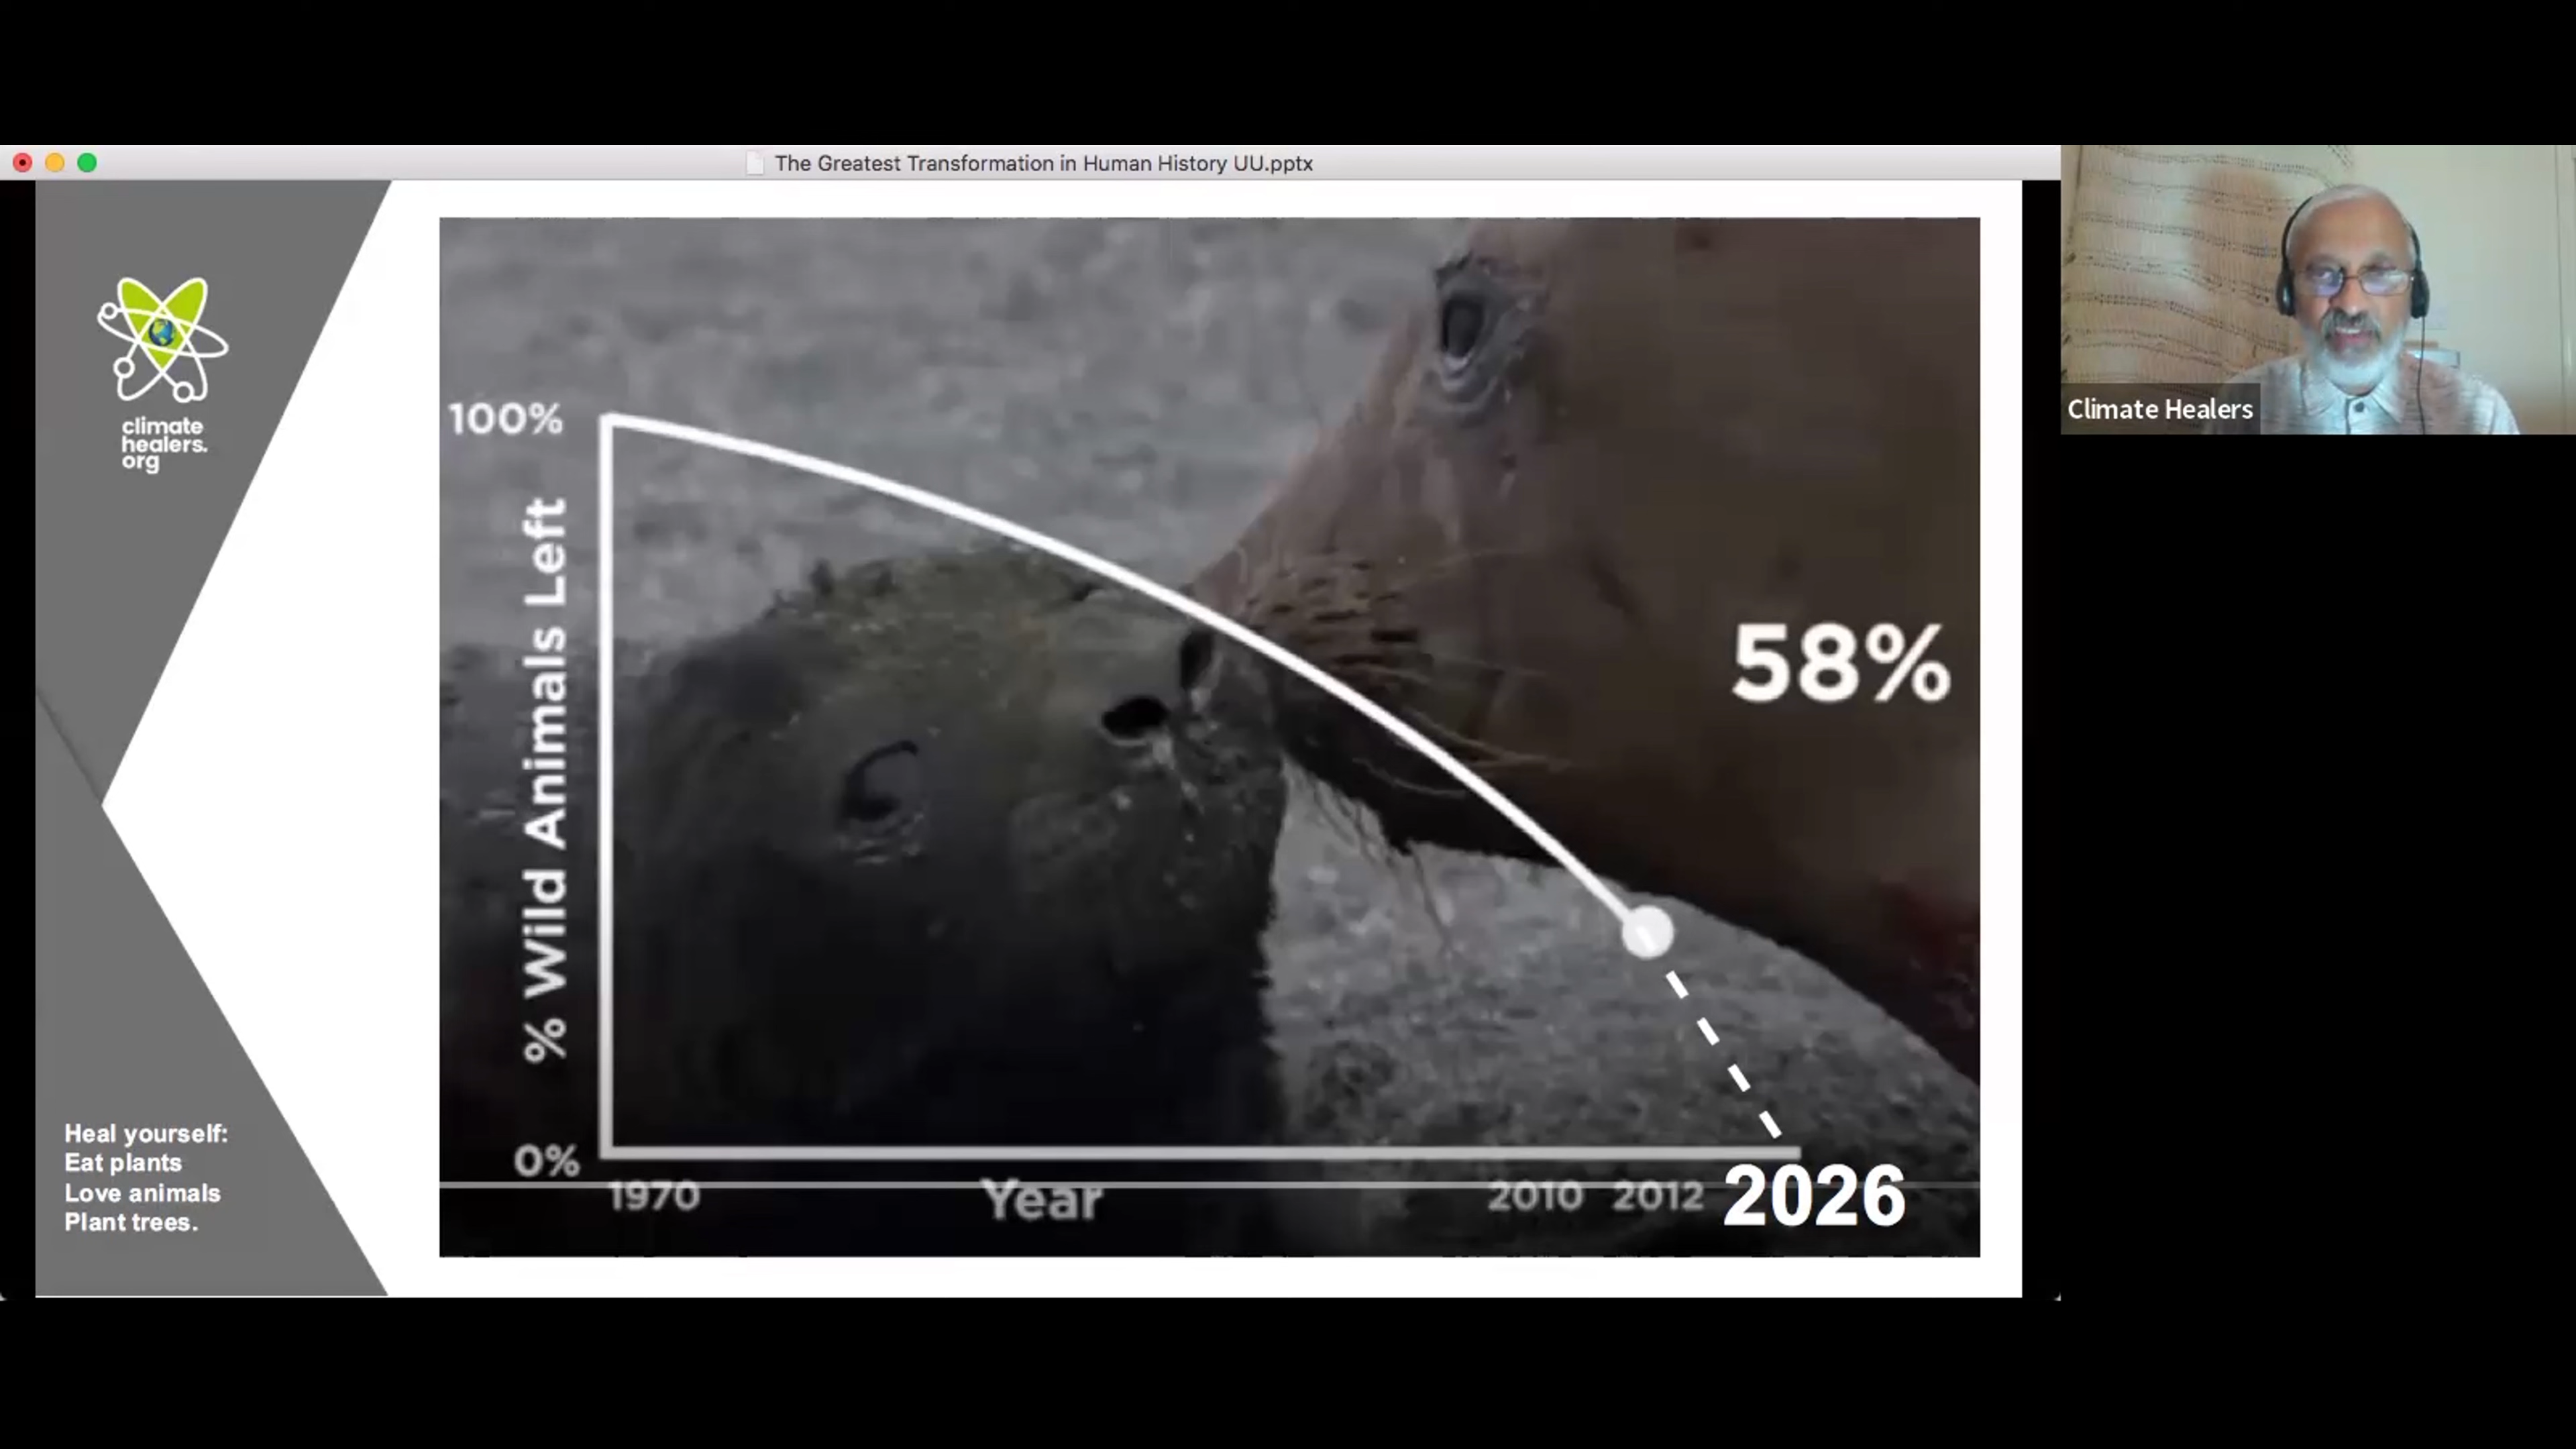 The Greatest Transformation in Human History UU.pptx
climate
healers.
org
Heal yourself:
Eat plants
Love animals
Plant trees.
100%
% Wild Animals Left
58%
0%
1970 Year 2010 2012 2026
Climate Healers